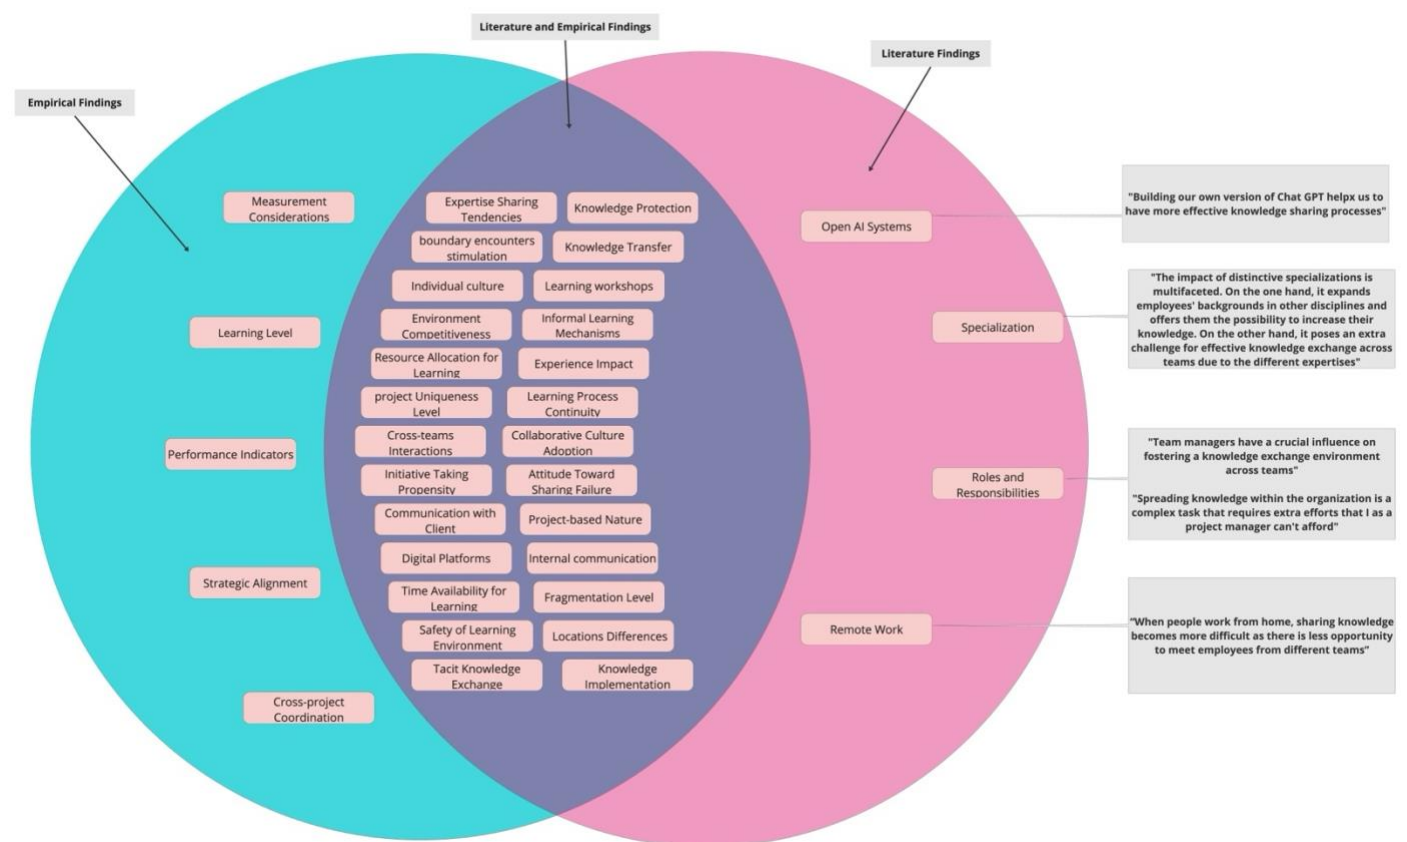 Literature and Empirical Findings
Literature Findings
Empirical Findings
Measurement
Considerations
Learning Level
Performance Indicators
Strategic Alignment
Cross-project
Coordination
Expertise Sharing
Tendencies
Knowledge Protection
boundary encounters
stimulation
Knowledge Transfer
Individual culture
Learning workshops
Environment
Competitiveness
Informal Learning
Mechanisms
Resource Allocation for
Learning
Experience Impact
project Uniqueness
Level
Learning Process
Continuity
Cross-teams
Interactions
Collaborative Culture
Adoption
Initiative Taking
Propensity
Attitude Toward
Sharing Failure
Communication with
Client
Project-based Nature
Digital Platforms
Internal communication
Time Availability for
Learning
Fragmentation Level
Safety of Learning
Environment
Locations Differences
Tacit Knowledge
Exchange
Knowledge
Implementation
Open AI Systems
Specialization
Roles and
Responsibilities
Remote Work
"Building our own version of Chat GPT helpx us to
have more effective knowledge sharing processes"
"The impact of distinctive specializations is
multifaceted. On the one hand, it expands
employees' backgrounds in other disciplines and
offers them the possibility to increase their
knowledge. On the other hand, it poses an extra
challenge for effective knowledge exchange across
teams due to the different expertises"
"Team managers have a crucial influence on
fostering a knowledge exchange environment
across teams"
"Spreading knowledge within the organization is a
complex task that requires extra efforts that I as a
project manager can't afford"
"When people work from home, sharing knowledge
becomes more difficult as there is less opportunity
to meet employees from different teams"